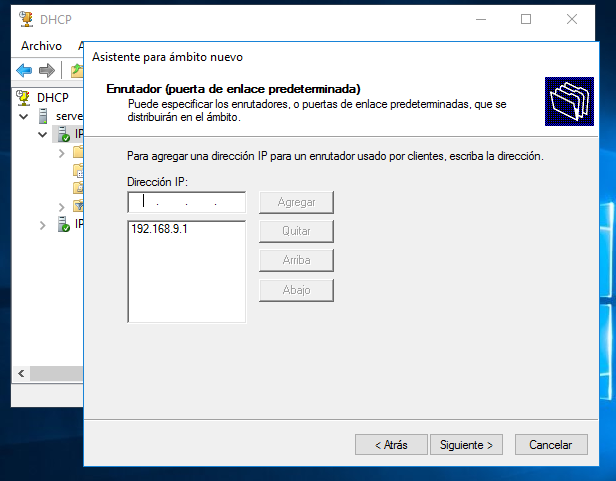 DHCP
Archivo
Asistente para ámbito nuevo
Enrutador (puerta de enlace predeterminada)
Puede especificar los enrutadores, o puertas de enlace predeterminadas, que se
distribuirán en el ámbito.
DHCP
serve
IP
IP
Para agregar una dirección IP para un enrutador usado por clientes, escriba la dirección.
Dirección IP:
. . .
Agregar
192.168.9.1
Quitar
Arriba
Abajo
< Atrás
Siguiente >
Cancelar